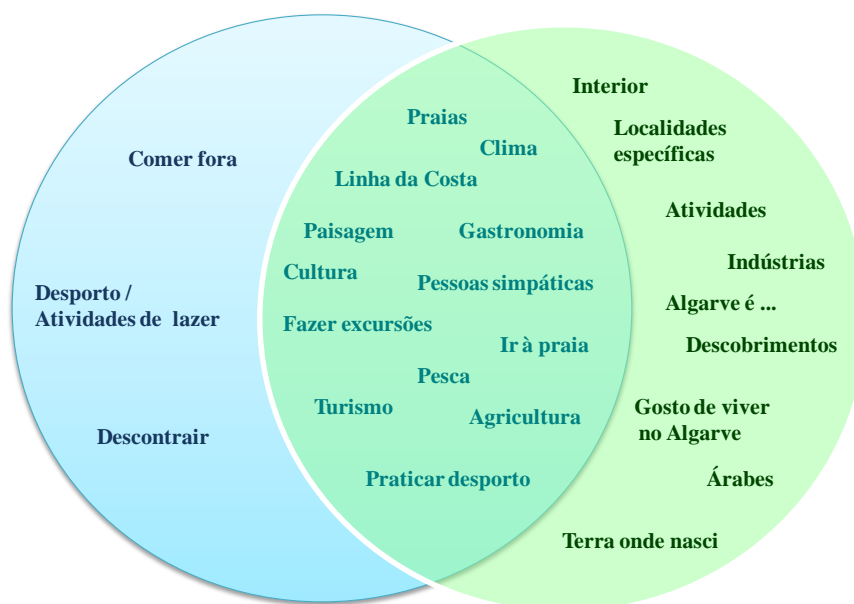 Comer fora
Desporto /
Atividades de lazer
Descontrair
Praias
Clima
Linha da Costa
Paisagem
Gastronomia
Cultura
Pessoas simpáticas
Fazer excursões
Ir à praia
Pesca
Turismo
Agricultura
Praticar desporto
Interior
Localidades
específicas
Atividades
Indústrias
Algarve é ...
Descobrimentos
Gosto de viver
no Algarve
Árabes
Terra onde nasci